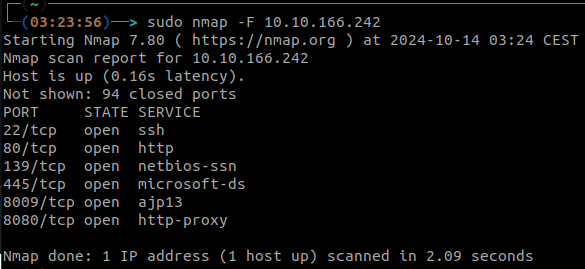 (~)
(03:23:56)——> sudo nmap -F 10.10.166.242
Starting Nmap 7.80 ( https://nmap.org ) at 2024-10-14 03:24 CEST
Nmap scan report for 10.10.166.242
Host is up (0.16s latency).
Not shown: 94 closed ports
PORT     STATE SERVICE
22/tcp   open  ssh
80/tcp   open  http
139/tcp  open  netbios-ssn
445/tcp  open  microsoft-ds
8009/tcp open  ajp13
8080/tcp open  http-proxy
Nmap done: 1 IP address (1 host up) scanned in 2.09 seconds